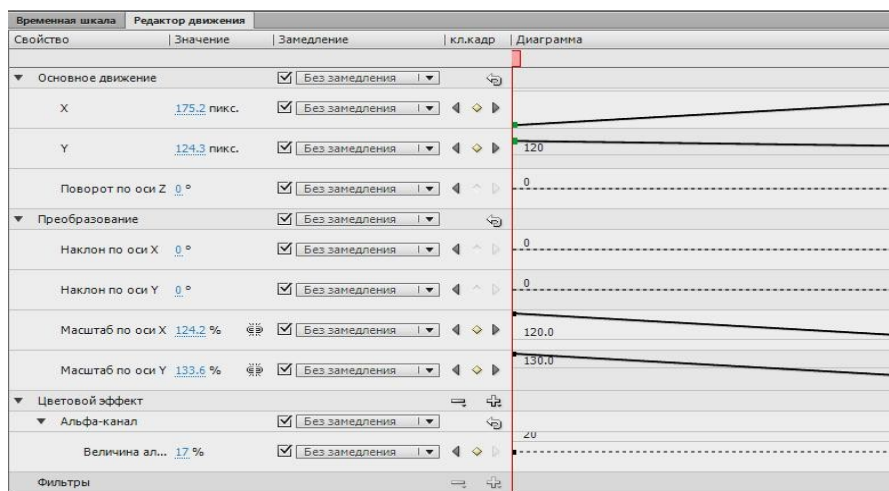 Временная шкала Редактор движения
Свойство Значение Замедление кл.кадр Диаграмма
Основное движение Без замедления
X 175.2 пикс. Без замедления
Y 124.3 пикс. Без замедления 120
Поворот по оси Z 0 ° Без замедления 0
Преобразование Без замедления
Наклон по оси X 0 ° Без замедления 0
Наклон по оси Y 0 ° Без замедления 0
Масштаб по оси X 124.2 % Без замедления 120.0
Масштаб по оси Y 133.6 % Без замедления 130.0
Цветовой эффект
Альфа-канал Без замедления
Величина ал... 17 % Без замедления 20
Фильтры